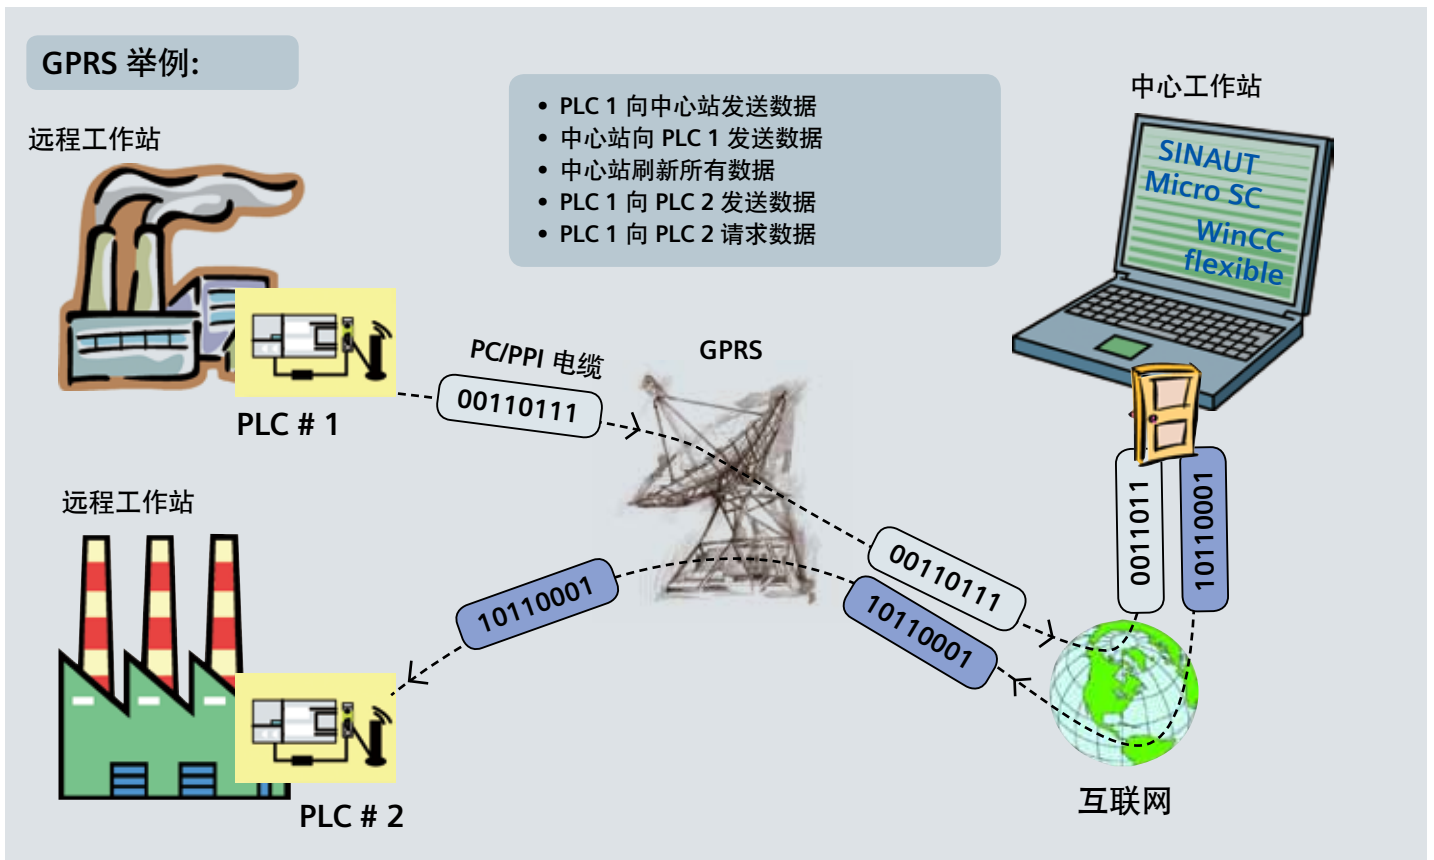 GPRS 举例:
• PLC 1 向中心站发送数据
• 中心站向 PLC 1 发送数据
• 中心站刷新所有数据
• PLC 1 向 PLC 2 发送数据
• PLC 1 向 PLC 2 请求数据
中心工作站
SINAUT
Micro SC
WinCC
flexible
远程工作站
PLC # 1
PC/PPI 电缆
00110111
GPRS
00110111
0011011
10110001
远程工作站
10110001
10110001
PLC # 2
互联网